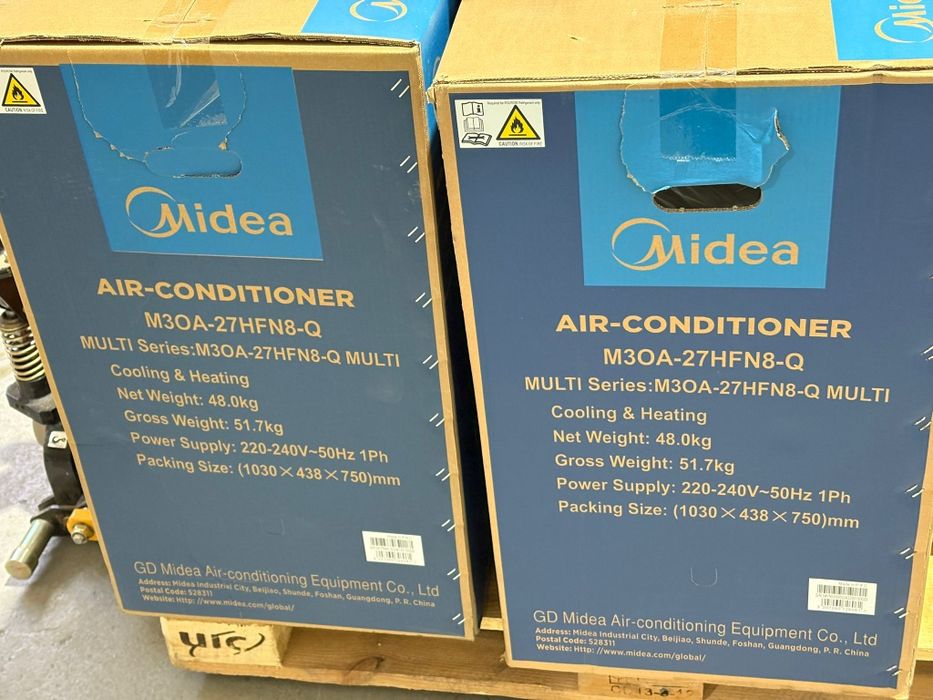 CAUTION RISK OF FIRE
Midea
AIR-CONDITIONER
M3OA-27HFN8-Q
MULTI Series:M3OA-27HFN8-Q MULTI
Cooling & Heating
Net Weight: 48.0kg
Gross Weight: 51.7kg
Power Supply: 220-240V~50Hz 1Ph
Packing Size: (1030×438×750)mm
GD Midea Air-conditioning Equipment Co., Ltd
Address: Midea Industrial City, Beijiao, Shunde, Foshan, Guangdong, P. R. China
Postal Code: 528311
Website: Http: //www.midea.com/global/
CAUTION RISK OF FIRE
Midea
AIR-CONDITIONER
M3OA-27HFN8-Q
MULTI Series:M3OA-27HFN8-Q MULTI
Cooling & Heating
Net Weight: 48.0kg
Gross Weight: 51.7kg
Power Supply: 220-240V~50Hz 1Ph
Packing Size: (1030×438×750)mm
GD Midea Air-conditioning Equipment Co., Ltd
Address: Midea Industrial City, Beijiao, Shunde, Foshan, Guangdong, P. R. China
Postal Code: 528311
Website: Http: //www.midea.com/global/